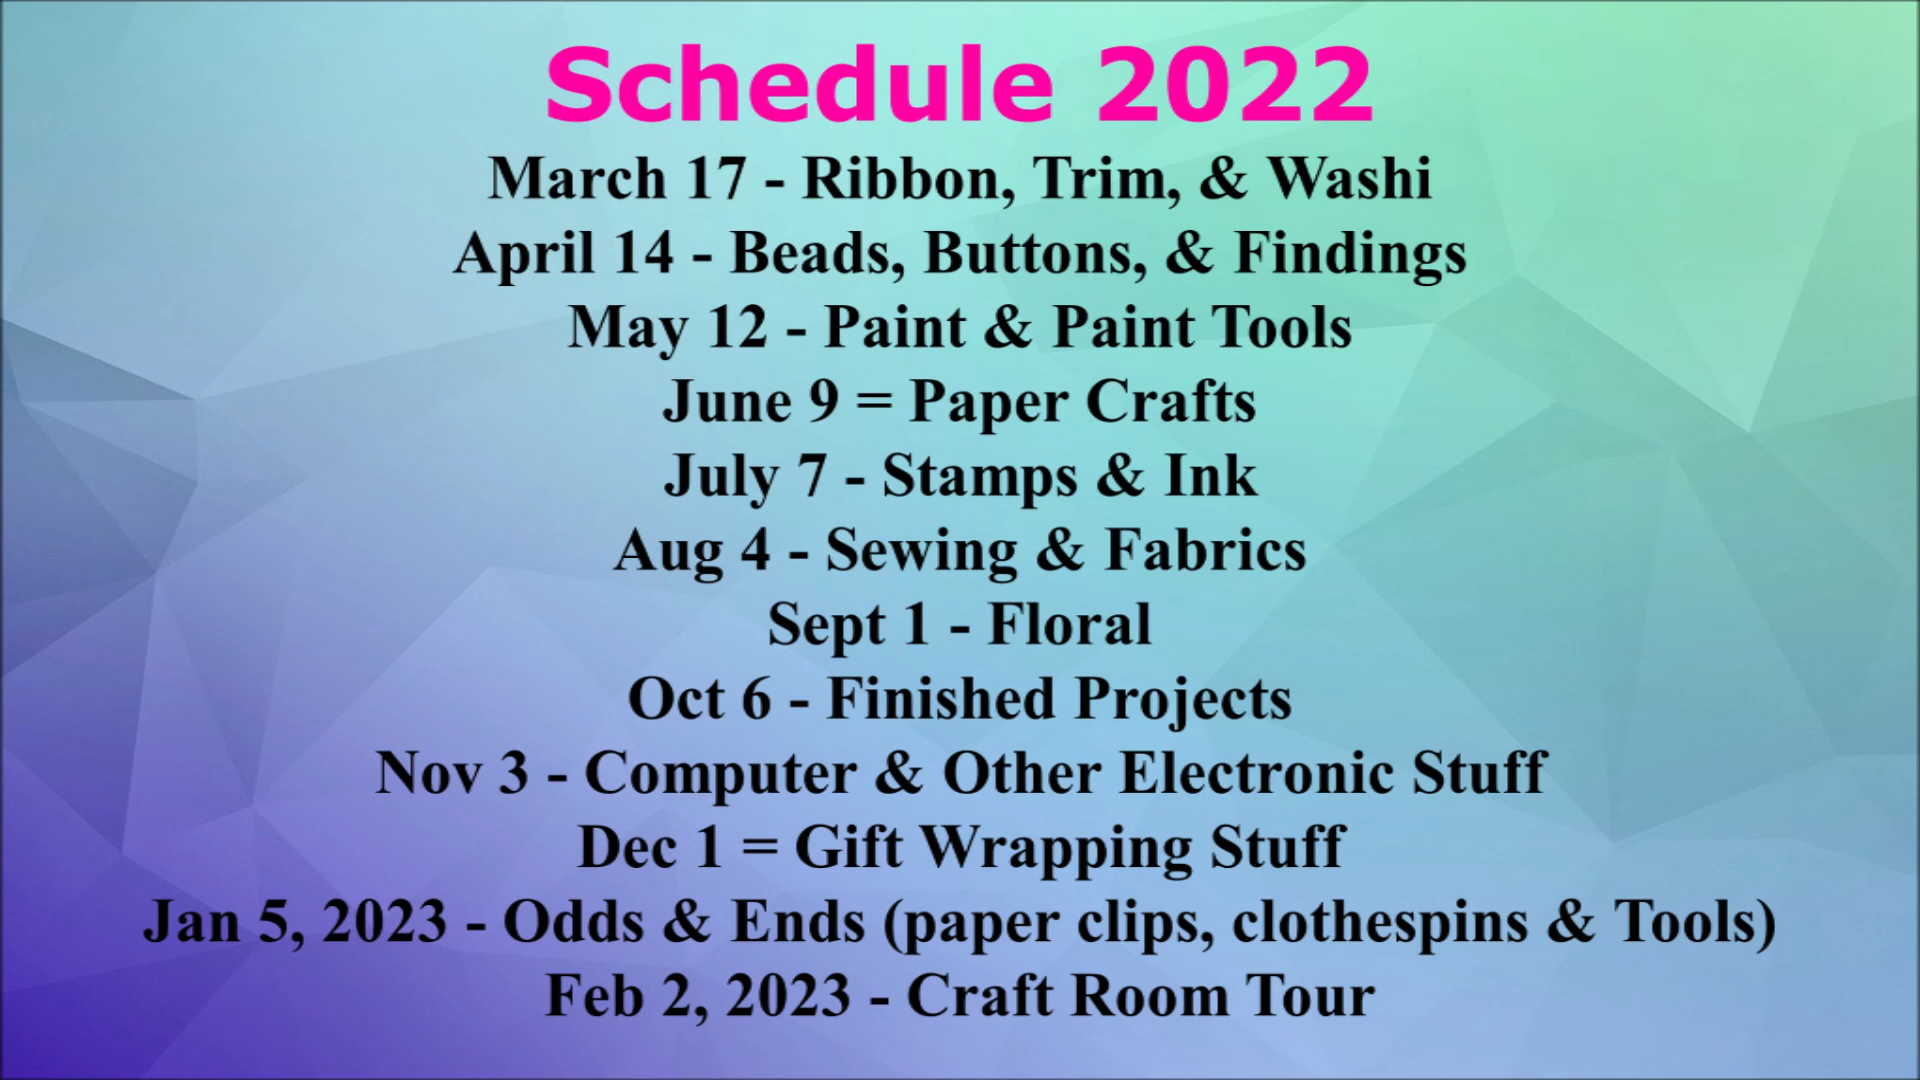 Schedule 2022
March 17 - Ribbon, Trim, & Washi
April 14 - Beads, Buttons, & Findings
May 12 - Paint & Paint Tools
June 9 = Paper Crafts
July 7 - Stamps & Ink
Aug 4 - Sewing & Fabrics
Sept 1 - Floral
Oct 6 - Finished Projects
Nov 3 - Computer & Other Electronic Stuff
Dec 1 = Gift Wrapping Stuff
Jan 5, 2023 - Odds & Ends (paper clips, clothespins & Tools)
Feb 2, 2023 - Craft Room Tour